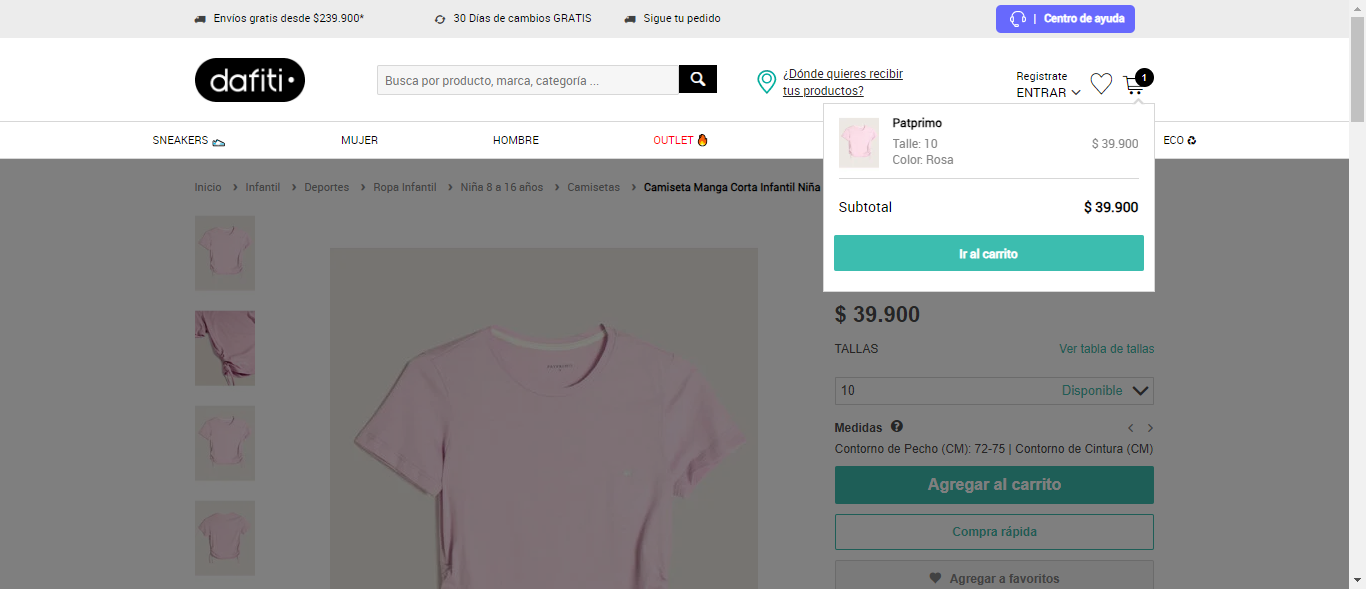 Envíos gratis desde $239.900*
30 Días de cambios GRATIS
Sigue tu pedido
Centro de ayuda
dafiti
Busca por producto, marca, categoría ...
¿Dónde quieres recibir
tus productos?
Registrate
ENTRAR
1
SNEAKERS
MUJER
HOMBRE
OUTLET
ECO
Patprimo
Talle: 10
$ 39.900
Color: Rosa
Subtotal
$ 39.900
Ir al carrito
Inicio > Infantil > Deportes > Ropa Infantil > Niña 8 a 16 años > Camisetas > Camiseta Manga Corta Infantil Niña
$ 39.900
TALLAS
Ver tabla de tallas
10
Disponible
Medidas
Contorno de Pecho (CM): 72-75 | Contorno de Cintura (CM)
Agregar al carrito
Compra rápida
Agregar a favoritos